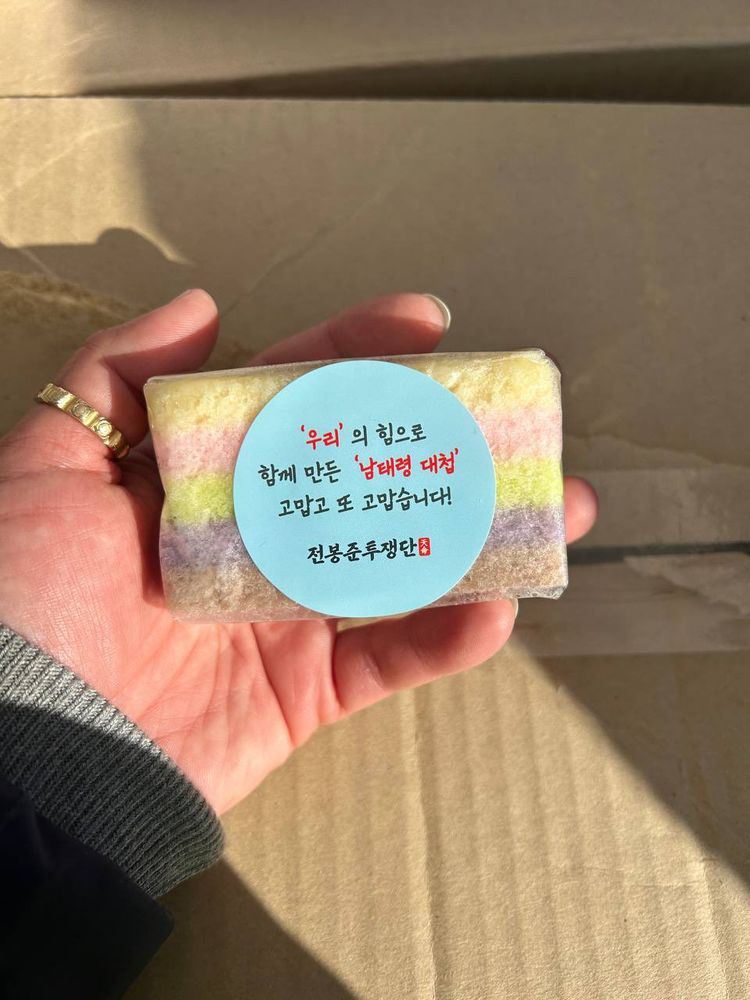 '우리' 의 힘으로
함께 만든 '남태령 대첩'
고맙고 또 고맙습니다!
전봉준투쟁단